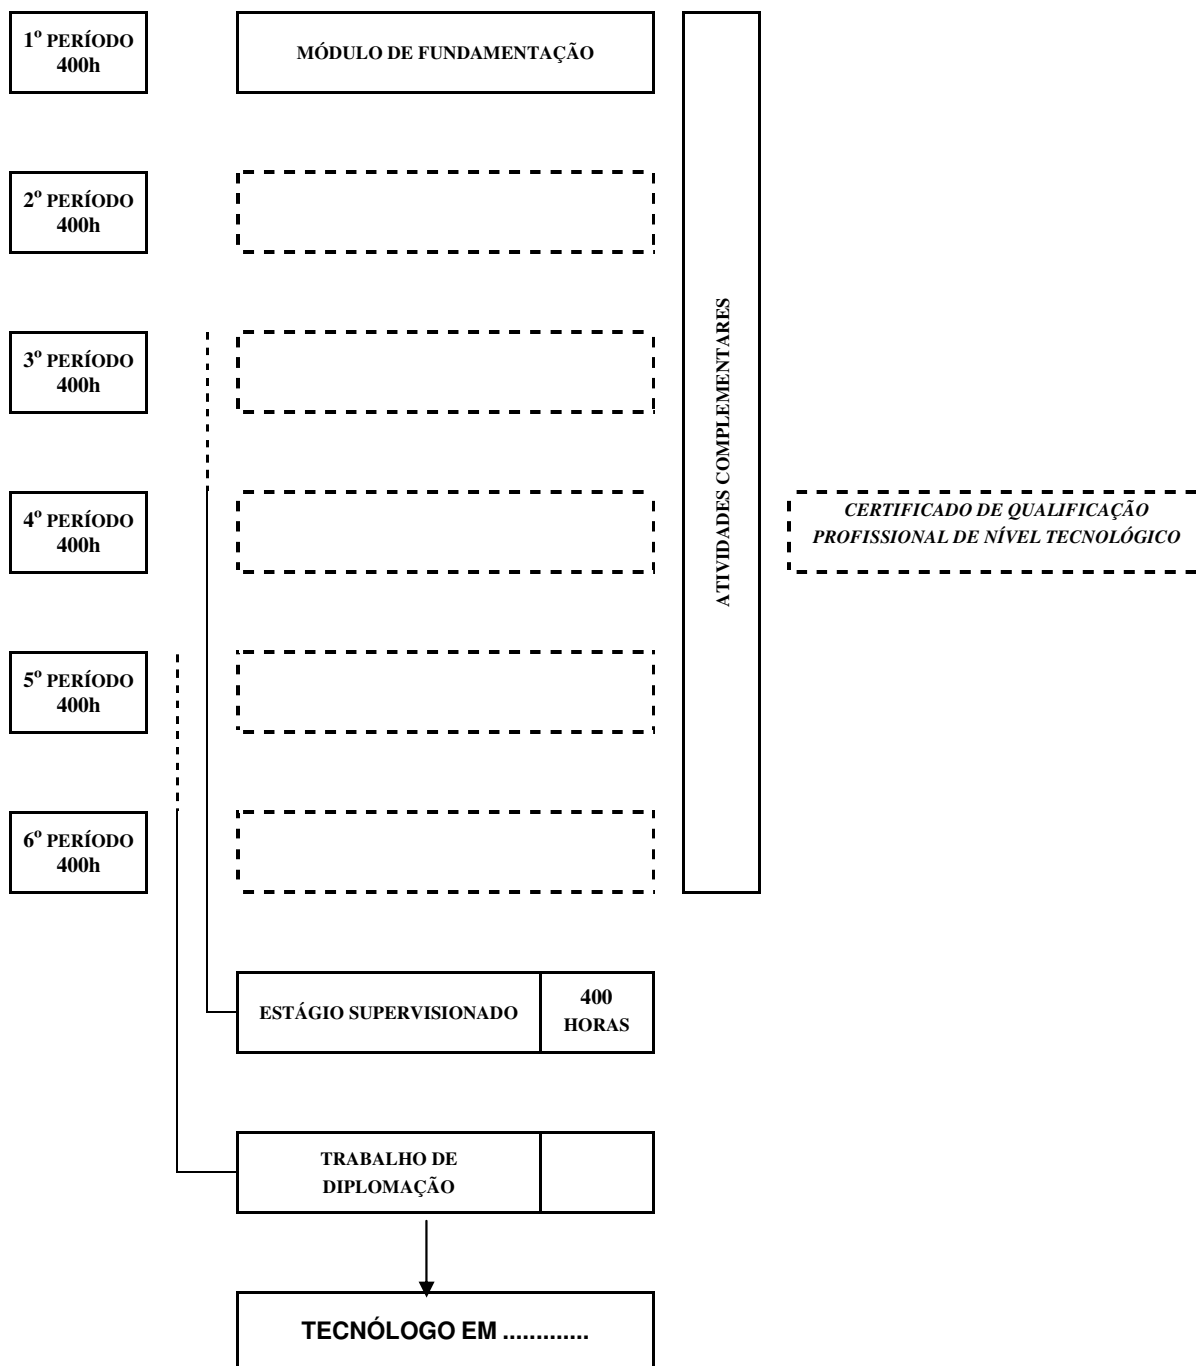 1º PERÍODO
400h
MÓDULO DE FUNDAMENTAÇÃO
2º PERÍODO
400h
3º PERÍODO
400h
ATIVIDADES COMPLEMENTARES
4º PERÍODO
400h
CERTIFICADO DE QUALIFICAÇÃO
PROFISSIONAL DE NÍVEL TECNOLÓGICO
5º PERÍODO
400h
6º PERÍODO
400h
ESTÁGIO SUPERVISIONADO
400
HORAS
TRABALHO DE
DIPLOMAÇÃO
TECNÓLOGO EM .............